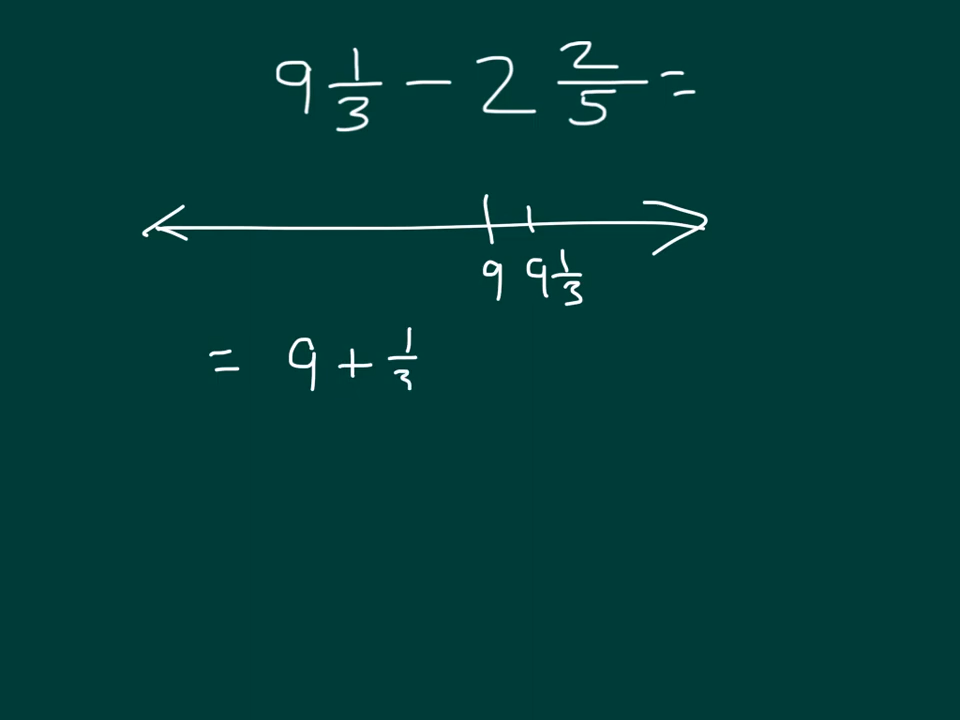 9 1/3 - 2 2/5 =
9 9 1/3
= 9 + 1/3